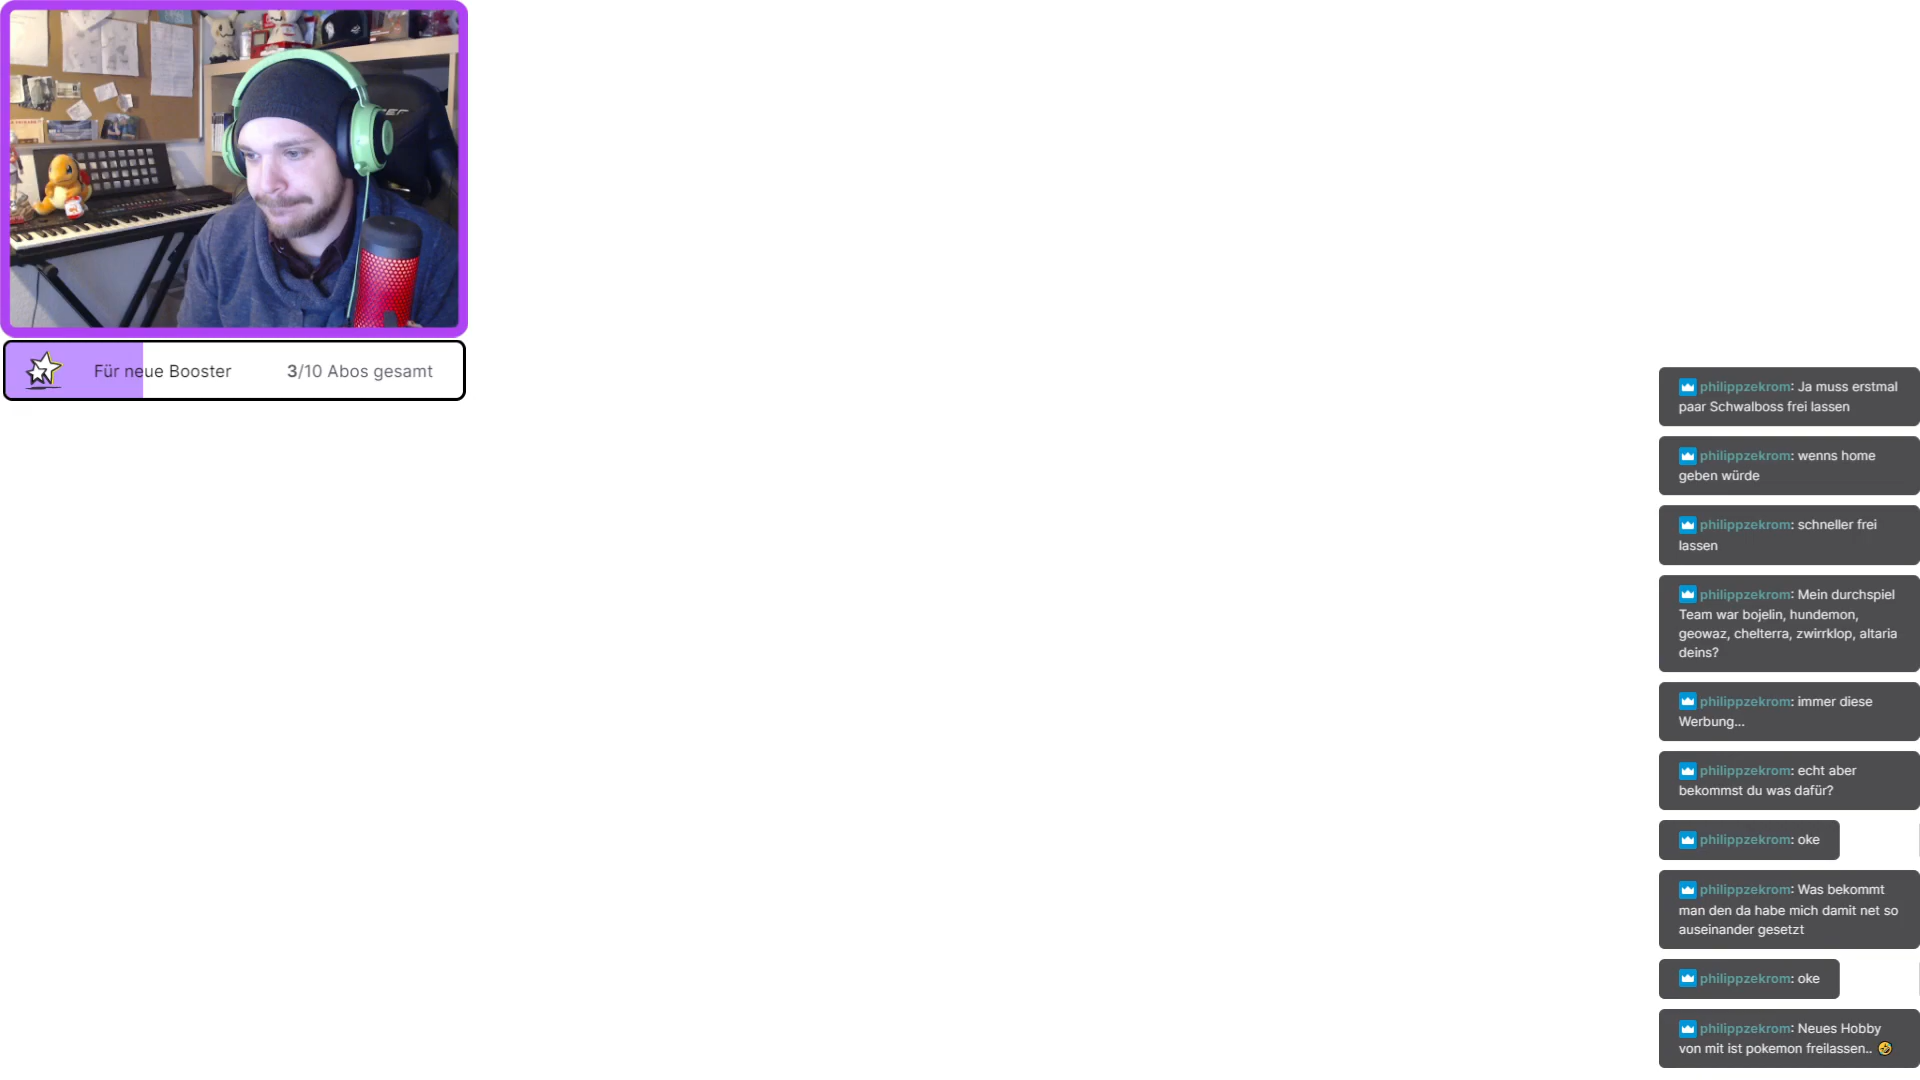 Für neue Booster
3/10 Abos gesamt
philippzekrom: Ja muss erstmal
paar Schwalboss frei lassen
philippzekrom: wenns home
geben würde
philippzekrom: schneller frei
lassen
philippzekrom: Mein durchspiel
Team war bojelin, hundemon,
geowaz, chelterra, zwirrklop, altaria
deins?
philippzekrom: immer diese
Werbung...
philippzekrom: echt aber
bekommst du was dafür?
philippzekrom: oke
philippzekrom: Was bekommt
man den da habe mich damit net so
auseinander gesetzt
philippzekrom: oke
philippzekrom: Neues Hobby
von mit ist pokemon freilassen.. 🤣